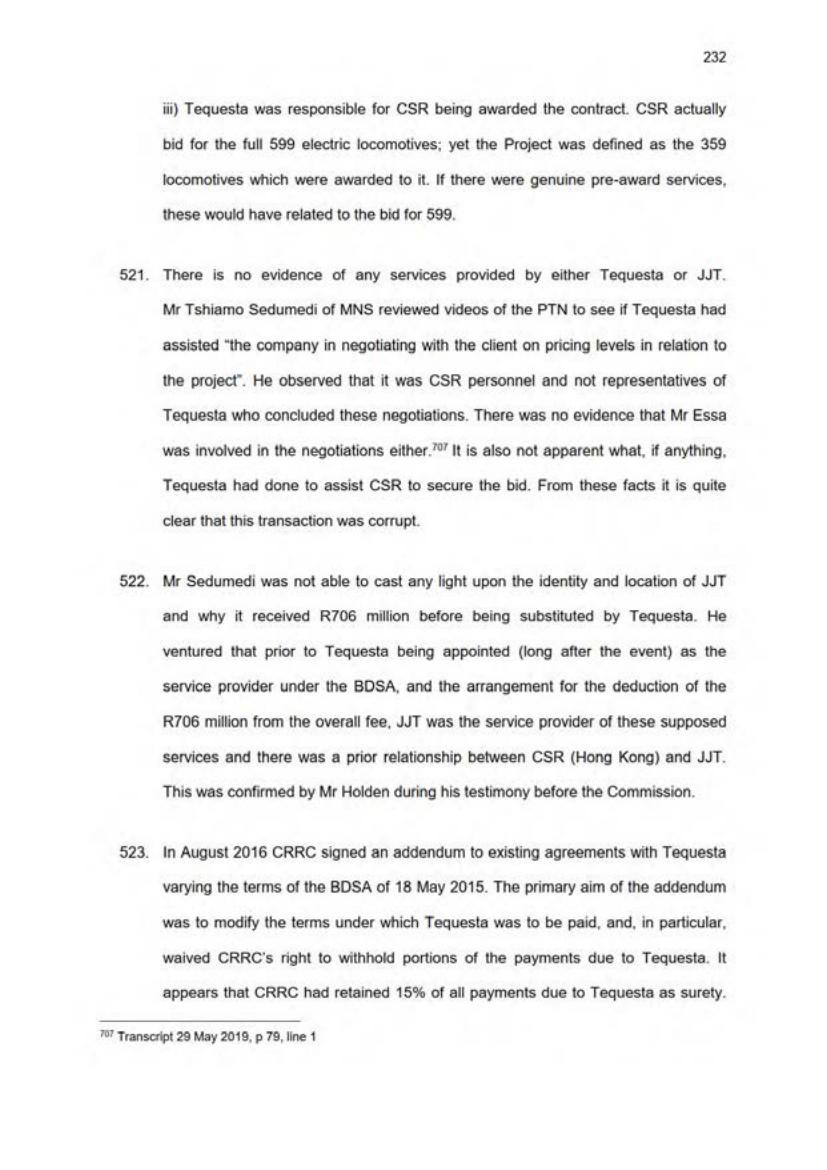 232
iii) Tequesta was responsible for CSR being awarded the contract. CSR actually
bid for the full 599 electric locomotives; yet the Project was defined as the 359
locomotives which were awarded to it. If there were genuine pre-award services,
these would have related to the bid for 599.
521. There is no evidence of any services provided by either Tequesta or JJT.
Mr Tshiamo Sedumedi of MNS reviewed videos of the PTN to see if Tequesta had
assisted "the company in negotiating with the client on pricing levels in relation to
the project". He observed that it was CSR personnel and not representatives of
Tequesta who concluded these negotiations. There was no evidence that Mr Essa
was involved in the negotiations either.707 It is also not apparent what, if anything,
Tequesta had done to assist CSR to secure the bid. From these facts it is quite
clear that this transaction was corrupt.
522. Mr Sedumedi was not able to cast any light upon the identity and location of JJT
and why it received R706 million before being substituted by Tequesta. He
ventured that prior to Tequesta being appointed (long after the event) as the
service provider under the BDSA, and the arrangement for the deduction of the
R706 million from the overall fee, JJT was the service provider of these supposed
services and there was a prior relationship between CSR (Hong Kong) and JJT.
This was confirmed by Mr Holden during his testimony before the Commission.
523. In August 2016 CRRC signed an addendum to existing agreements with Tequesta
varying the terms of the BDSA of 18 May 2015. The primary aim of the addendum
was to modify the terms under which Tequesta was to be paid, and, in particular,
waived CRRC's right to withhold portions of the payments due to Tequesta. It
appears that CRRC had retained 15% of all payments due to Tequesta as surety.
707 Transcript 29 May 2019, p 79, line 1